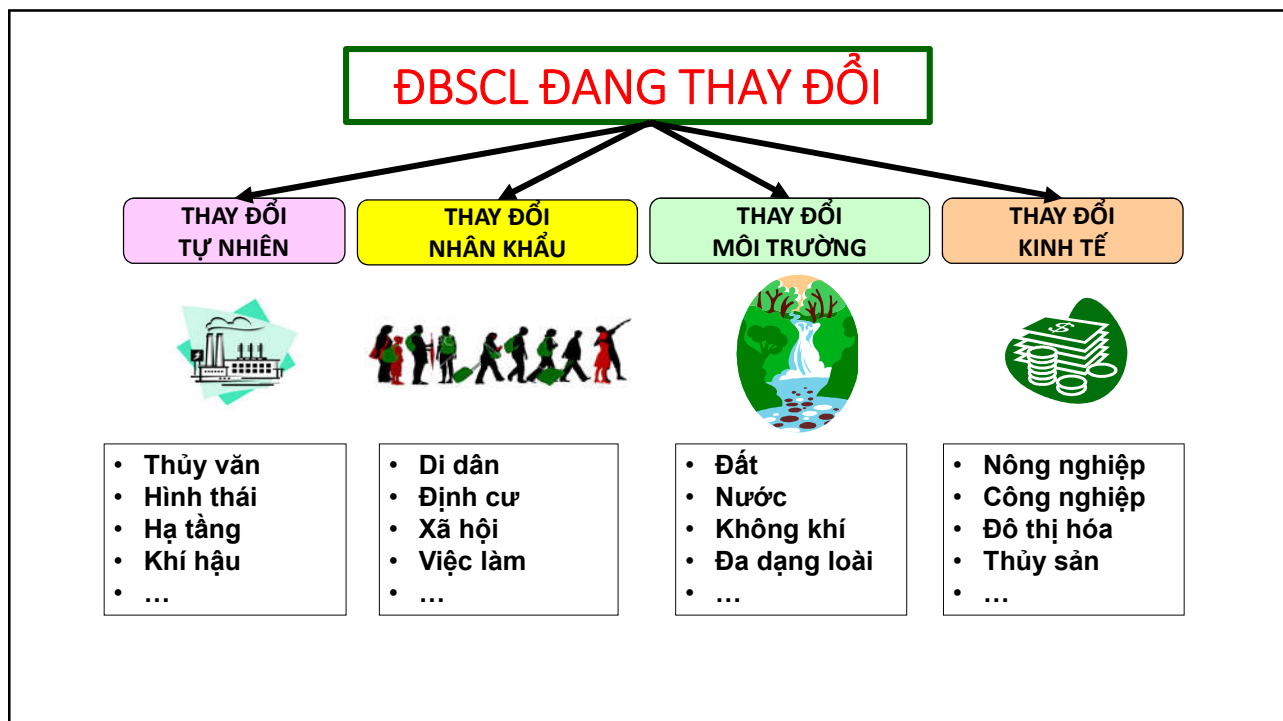 ĐBSCL ĐANG THAY ĐỔI
THAY ĐỔI
TỰ NHIÊN
THAY ĐỔI
NHÂN KHẨU
THAY ĐỔI
MÔI TRƯỜNG
THAY ĐỔI
KINH TẾ
• Thủy văn
• Hình thái
• Hạ tầng
• Khí hậu
• …
• Di dân
• Định cư
• Xã hội
• Việc làm
• …
• Đất
• Nước
• Không khí
• Đa dạng loài
• …
• Nông nghiệp
• Công nghiệp
• Đô thị hóa
• Thủy sản
• …